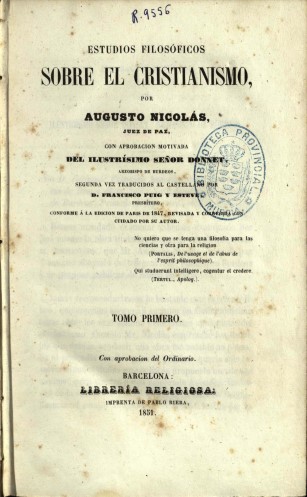 R.9556
ESTUDIOS FILOSÓFICOS
SOBRE EL CRISTIANISMO,
POR
AUGUSTO NICOLÁS,
JUEZ DE PAZ,
CON APROBACION MOTIVADA
DEL ILUSTRÍSIMO SEÑOR DONNET,
ARZOBISPO DE BURDEOS,
SEGUNDA VEZ TRADUCIDOS AL CASTELLANO POR
D. FRANCISCO PUIG Y ESTEVE,
PRESBÍTERO,
CONFORME Á LA EDICION DE PARIS DE 1847, REVISADA Y CORREGIDA CON
CUIDADO POR SU AUTOR.
BIBLIOTECA PROVINCIAL
No quiero que se tenga una filosofía para las
ciencias y otra para la religion
(PORTALIS, De l'usage et de l'abus de
l'esprit philosophique).
Qui studuerunt intelligere, cogentur et credere.
(TERTUL., Apolog.).
TOMO PRIMERO.
Con aprobacion del Ordinario.
BARCELONA:
LIBRERÍA RELIGIOSA:
IMPRENTA DE PABLO RIERA,
1851.